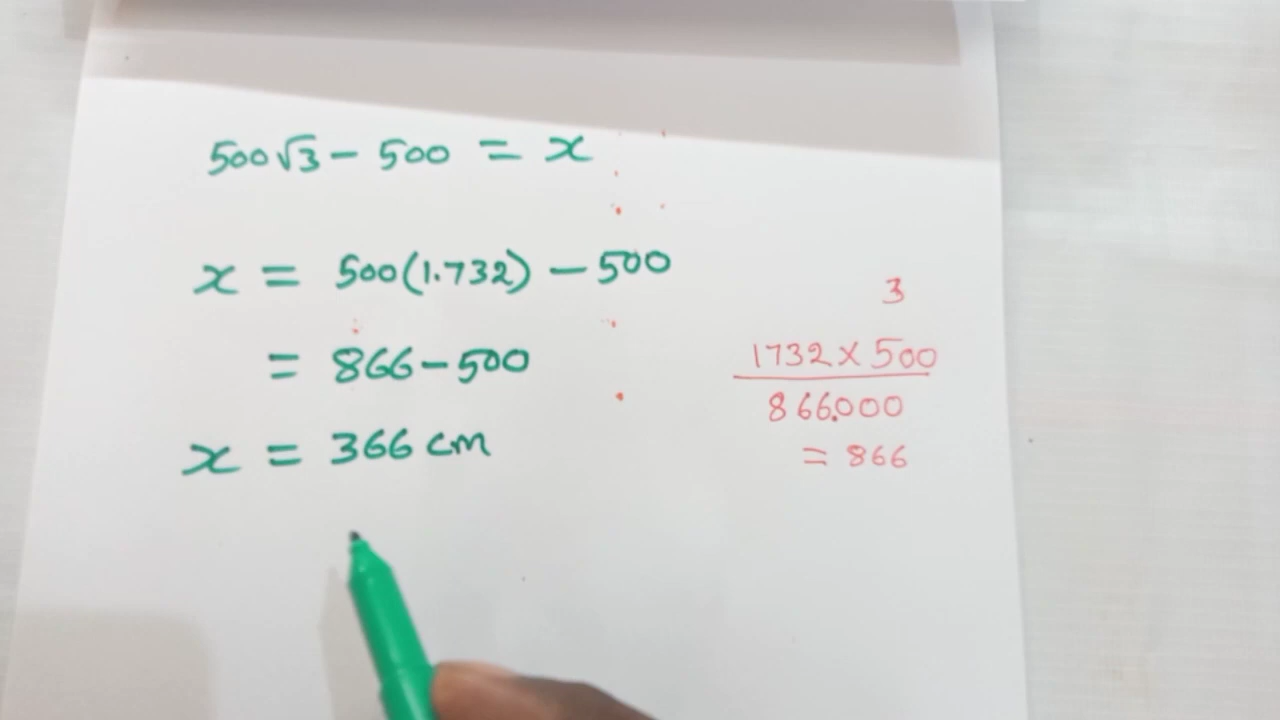 500√3 − 500 = x
x = 500(1.732) − 500
= 866 − 500
x = 366 cm
3
1732 × 500
866.000
= 866